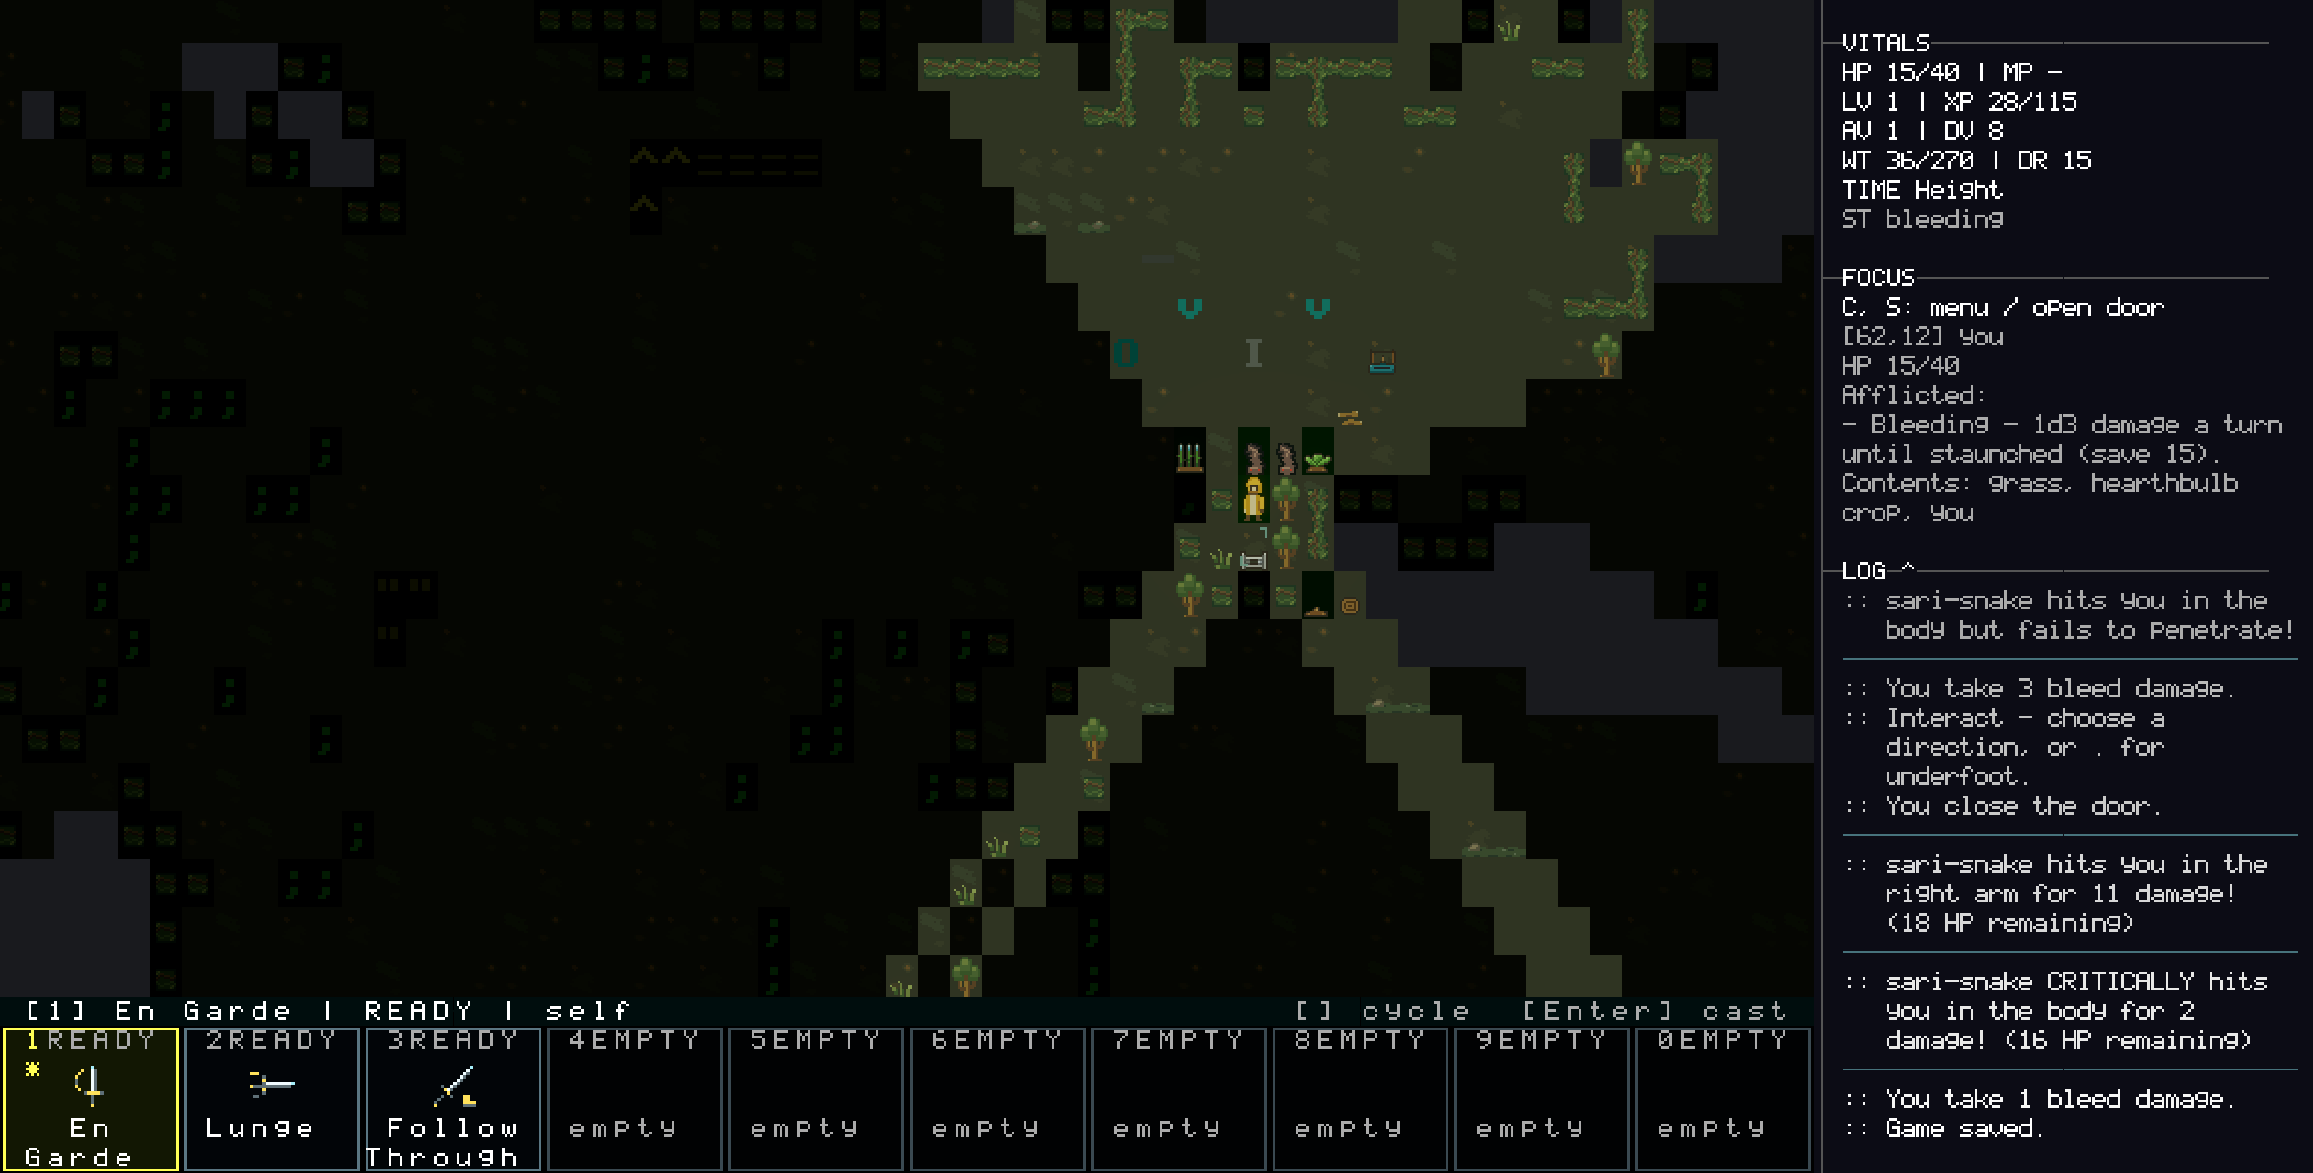 VITALS
HP 15/40 | MP -
LV 1 | XP 28/115
AV 1 | DV 8
WT 36/270 | DR 15
TIME Height
ST bleeding
FOCUS
C, S: menu / open door
[62,12] You
HP 15/40
Afflicted:
- Bleeding - 1d3 damage a turn
until staunched (save 15).
Contents: grass, hearthbulb
crop, you
LOG ^
:: sari-snake hits you in the
body but fails to penetrate!
:: You take 3 bleed damage.
:: Interact - choose a
direction, or . for
underfoot.
:: You close the door.
:: sari-snake hits you in the
right arm for 11 damage!
(18 HP remaining)
:: sari-snake CRITICALLY hits
you in the body for 2
damage! (16 HP remaining)
:: You take 1 bleed damage.
:: Game saved.
[1] En Garde | READY | self
[] cycle [Enter] cast
1READY
En
Garde
2READY
Lunge
3READY
Follow
Through
4EMPTY
empty
5EMPTY
empty
6EMPTY
empty
7EMPTY
empty
8EMPTY
empty
9EMPTY
empty
0EMPTY
empty